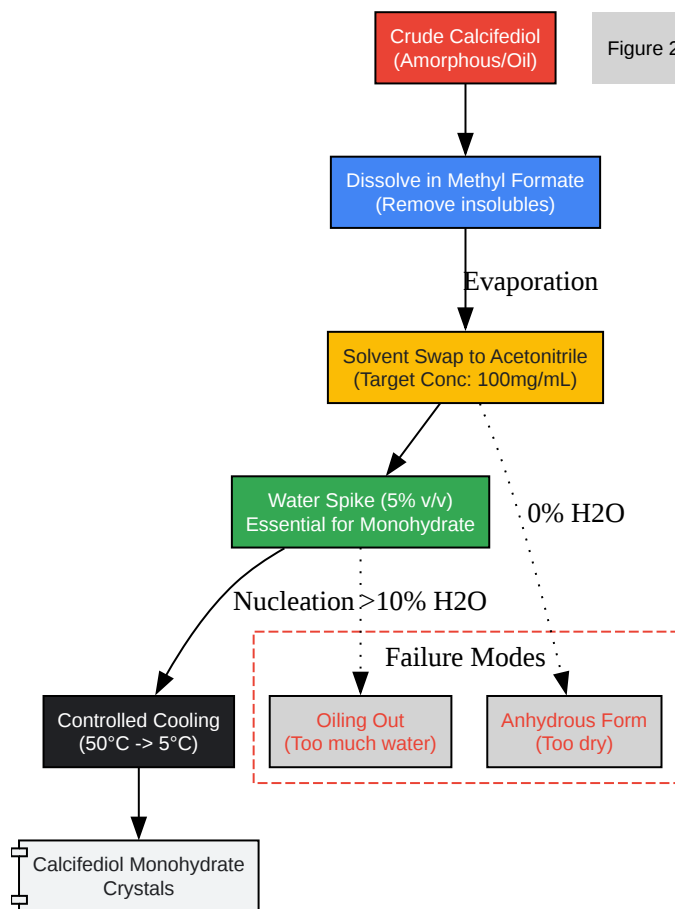 Crude Calcifediol
(Amorphous/Oil)
Figure 2
Dissolve in Methyl Formate
(Remove insolubles)
Evaporation
Solvent Swap to Acetonitrile
(Target Conc: 100mg/mL)
Water Spike (5% v/v)
Essential for Monohydrate
0% H2O
Nucleation
>10% H2O
Failure Modes
Controlled Cooling
(50°C -> 5°C)
Oiling Out
(Too much water)
Anhydrous Form
(Too dry)
Calcifediol Monohydrate
Crystals